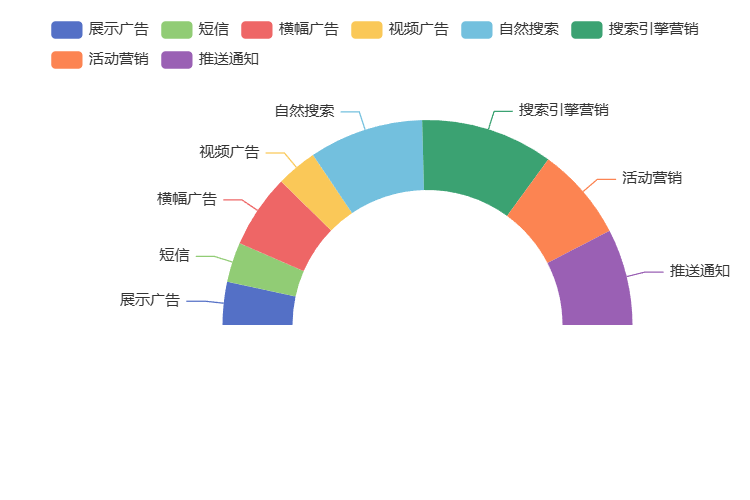 展示广告 短信 横幅广告 视频广告 自然搜索 搜索引擎营销
活动营销 推送通知
自然搜索 搜索引擎营销
视频广告
活动营销
横幅广告
短信
推送通知
展示广告